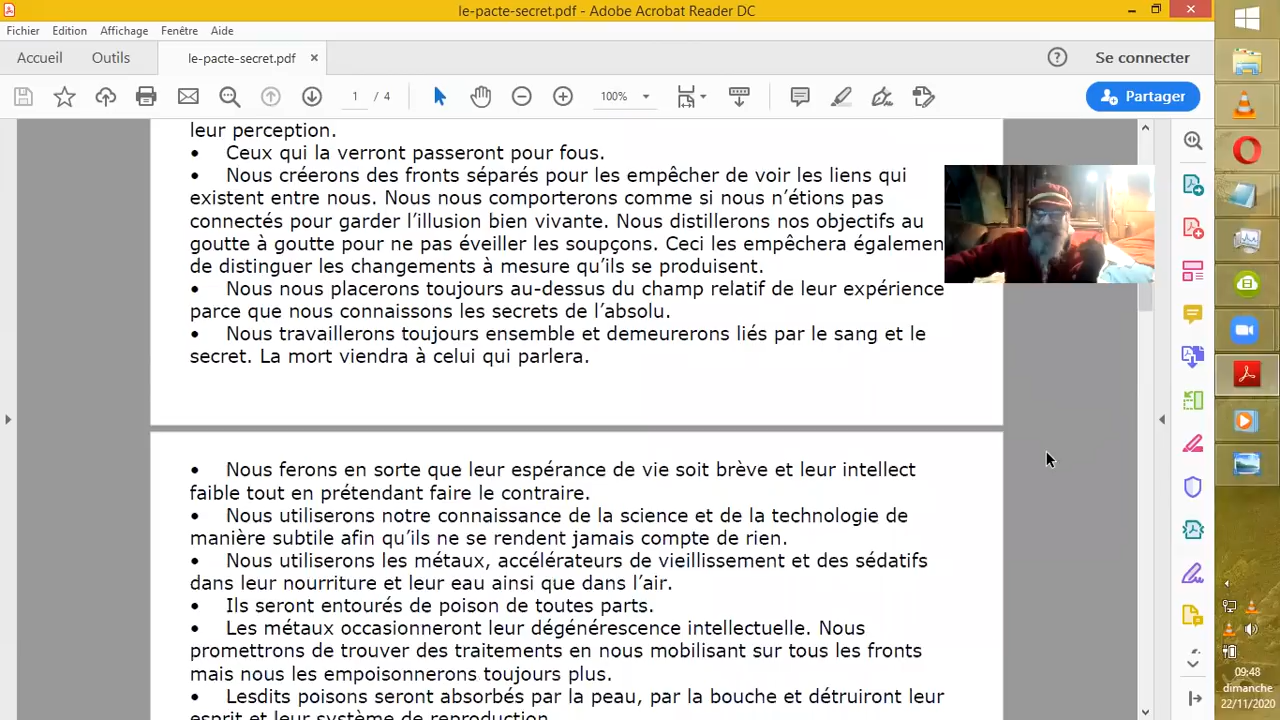 le-pacte-secret.pdf - Adobe Acrobat Reader DC
Fichier Edition Affichage Fenêtre Aide
Accueil Outils le-pacte-secret.pdf × ? Se connecter
1 / 4 100% Partager
leur perception.
• Ceux qui la verront passeront pour fous.
• Nous créerons des fronts séparés pour les empêcher de voir les liens qui
existent entre nous. Nous nous comporterons comme si nous n’étions pas
connectés pour garder l’illusion bien vivante. Nous distillerons nos objectifs au
goutte à goutte pour ne pas éveiller les soupçons. Ceci les empêchera égalemen
de distinguer les changements à mesure qu’ils se produisent.
• Nous nous placerons toujours au-dessus du champ relatif de leur expérience
parce que nous connaissons les secrets de l’absolu.
• Nous travaillerons toujours ensemble et demeurerons liés par le sang et le
secret. La mort viendra à celui qui parlera.
• Nous ferons en sorte que leur espérance de vie soit brève et leur intellect
faible tout en prétendant faire le contraire.
• Nous utiliserons notre connaissance de la science et de la technologie de
manière subtile afin qu’ils ne se rendent jamais compte de rien.
• Nous utiliserons les métaux, accélérateurs de vieillissement et des sédatifs
dans leur nourriture et leur eau ainsi que dans l’air.
• Ils seront entourés de poison de toutes parts.
• Les métaux occasionneront leur dégénérescence intellectuelle. Nous
promettrons de trouver des traitements en nous mobilisant sur tous les fronts
mais nous les empoisonnerons toujours plus.
• Lesdits poisons seront absorbés par la peau, par la bouche et détruiront leur
esprit et leur système de reproduction.
09:48
dimanche
22/11/2020